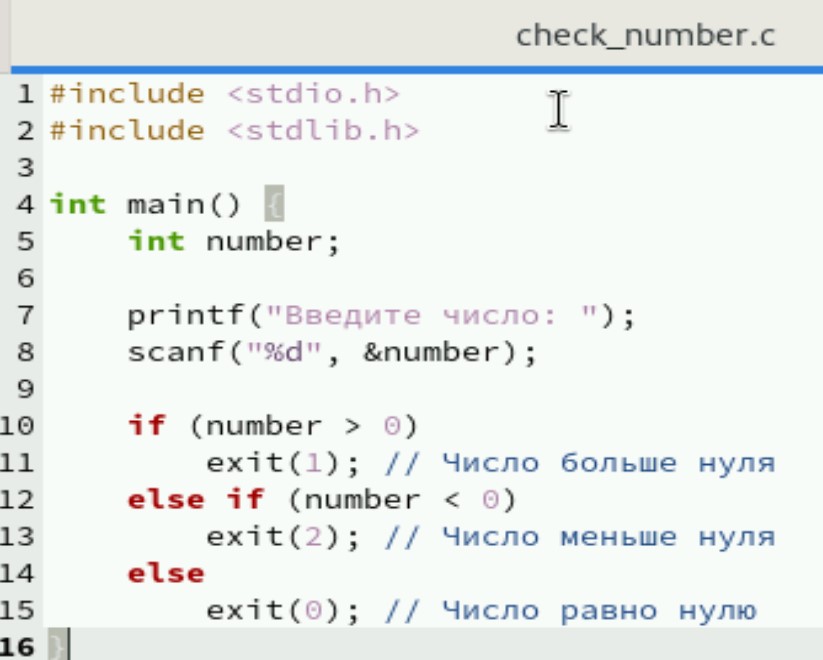 check_number.c
1 #include <stdio.h>
2 #include <stdlib.h>
3
4 int main() {
5     int number;
6
7     printf("Введите число: ");
8     scanf("%d", &number);
9
10     if (number > 0)
11         exit(1); // Число больше нуля
12     else if (number < 0)
13         exit(2); // Число меньше нуля
14     else
15         exit(0); // Число равно нулю
16 }